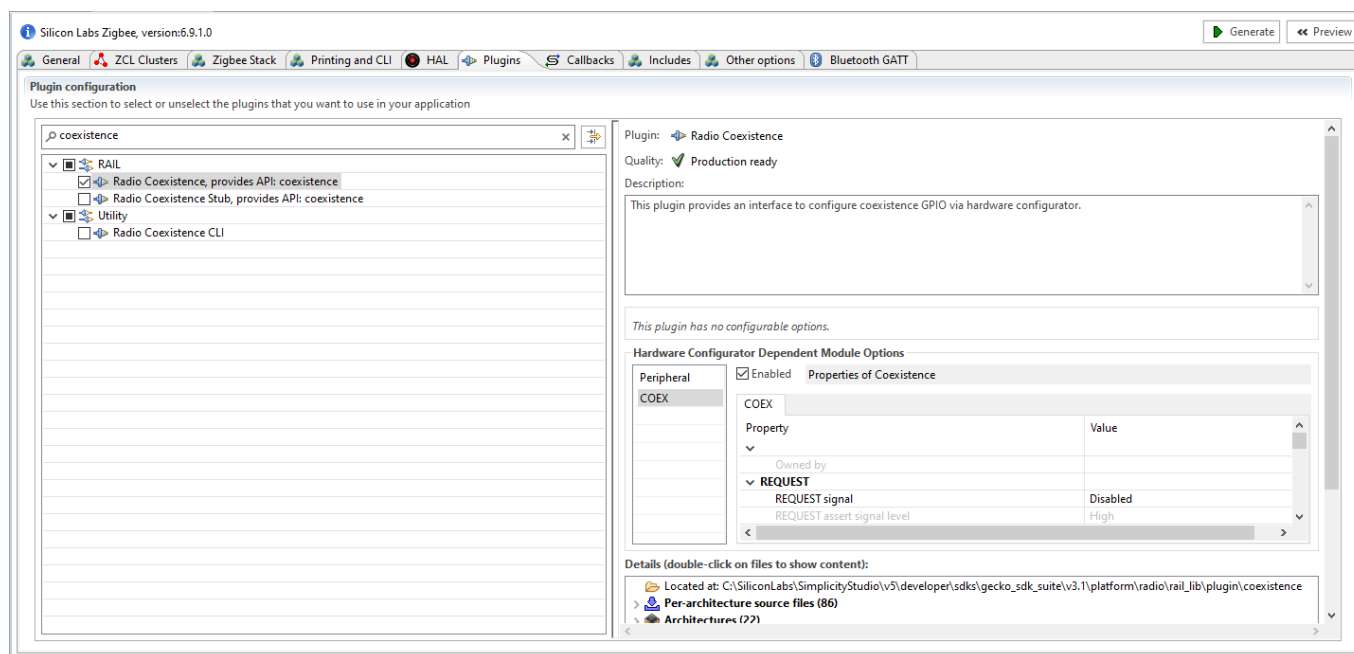 Silicon Labs Zigbee, version:6.9.1.0
Generate
Preview
General ZCL Clusters Zigbee Stack Printing and CLI HAL Plugins Callbacks Includes Other options Bluetooth GATT
Plugin configuration
Use this section to select or unselect the plugins that you want to use in your application
coexistence
RAIL
Radio Coexistence, provides API: coexistence
Radio Coexistence Stub, provides API: coexistence
Utility
Radio Coexistence CLI
Plugin: Radio Coexistence
Quality: Production ready
Description:
This plugin provides an interface to configure coexistence GPIO via hardware configurator.
This plugin has no configurable options.
Hardware Configurator Dependent Module Options
Peripheral
COEX
Enabled Properties of Coexistence
COEX
Property Value
Owned by
REQUEST
REQUEST signal Disabled
REQUEST assert signal level High
Details (double-click on files to show content):
Located at: C:\SiliconLabs\SimplicityStudio\v5\developer\sdks\gecko_sdk_suite\v3.1\platform\radio\rail_lib\plugin\coexistence
Per-architecture source files (86)
Architectures (22)